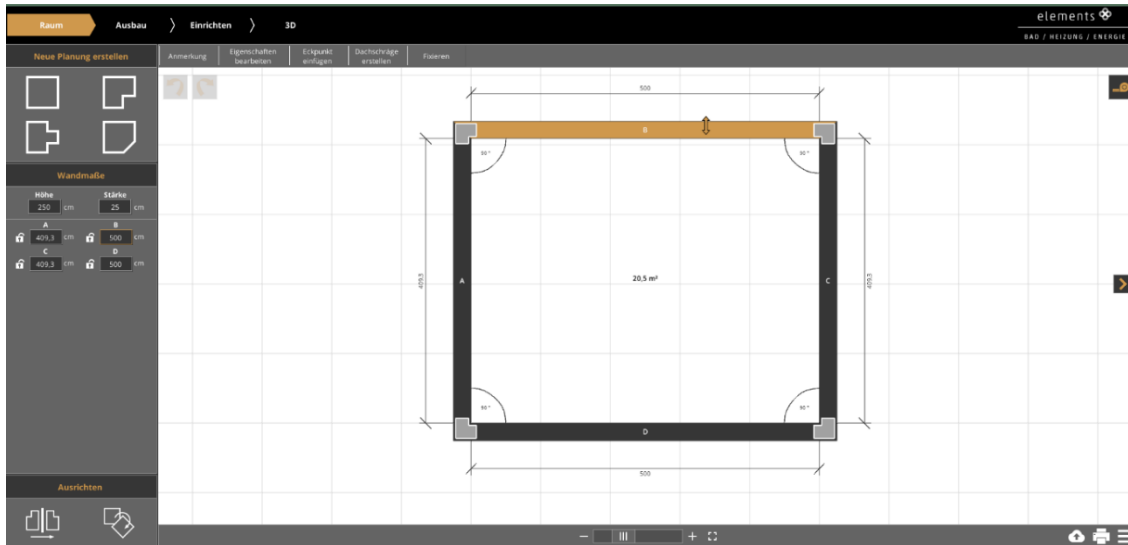 Raum
Ausbau
Einrichten
3D
elements
BAD / HEIZUNG / ENERGIE
Neue Planung erstellen
Anmerkung
Eigenschaften
bearbeiten
Eckpunkt
einfügen
Dachschräge
erstellen
Fixieren
Wandmaße
Höhe
Stärke
250 cm
25 cm
A
B
409,3 cm
500 cm
C
D
409,3 cm
500 cm
Ausrichten
500
B
90 °
90 °
409,3
A
20,5 m²
C
409,3
90 °
90 °
D
500